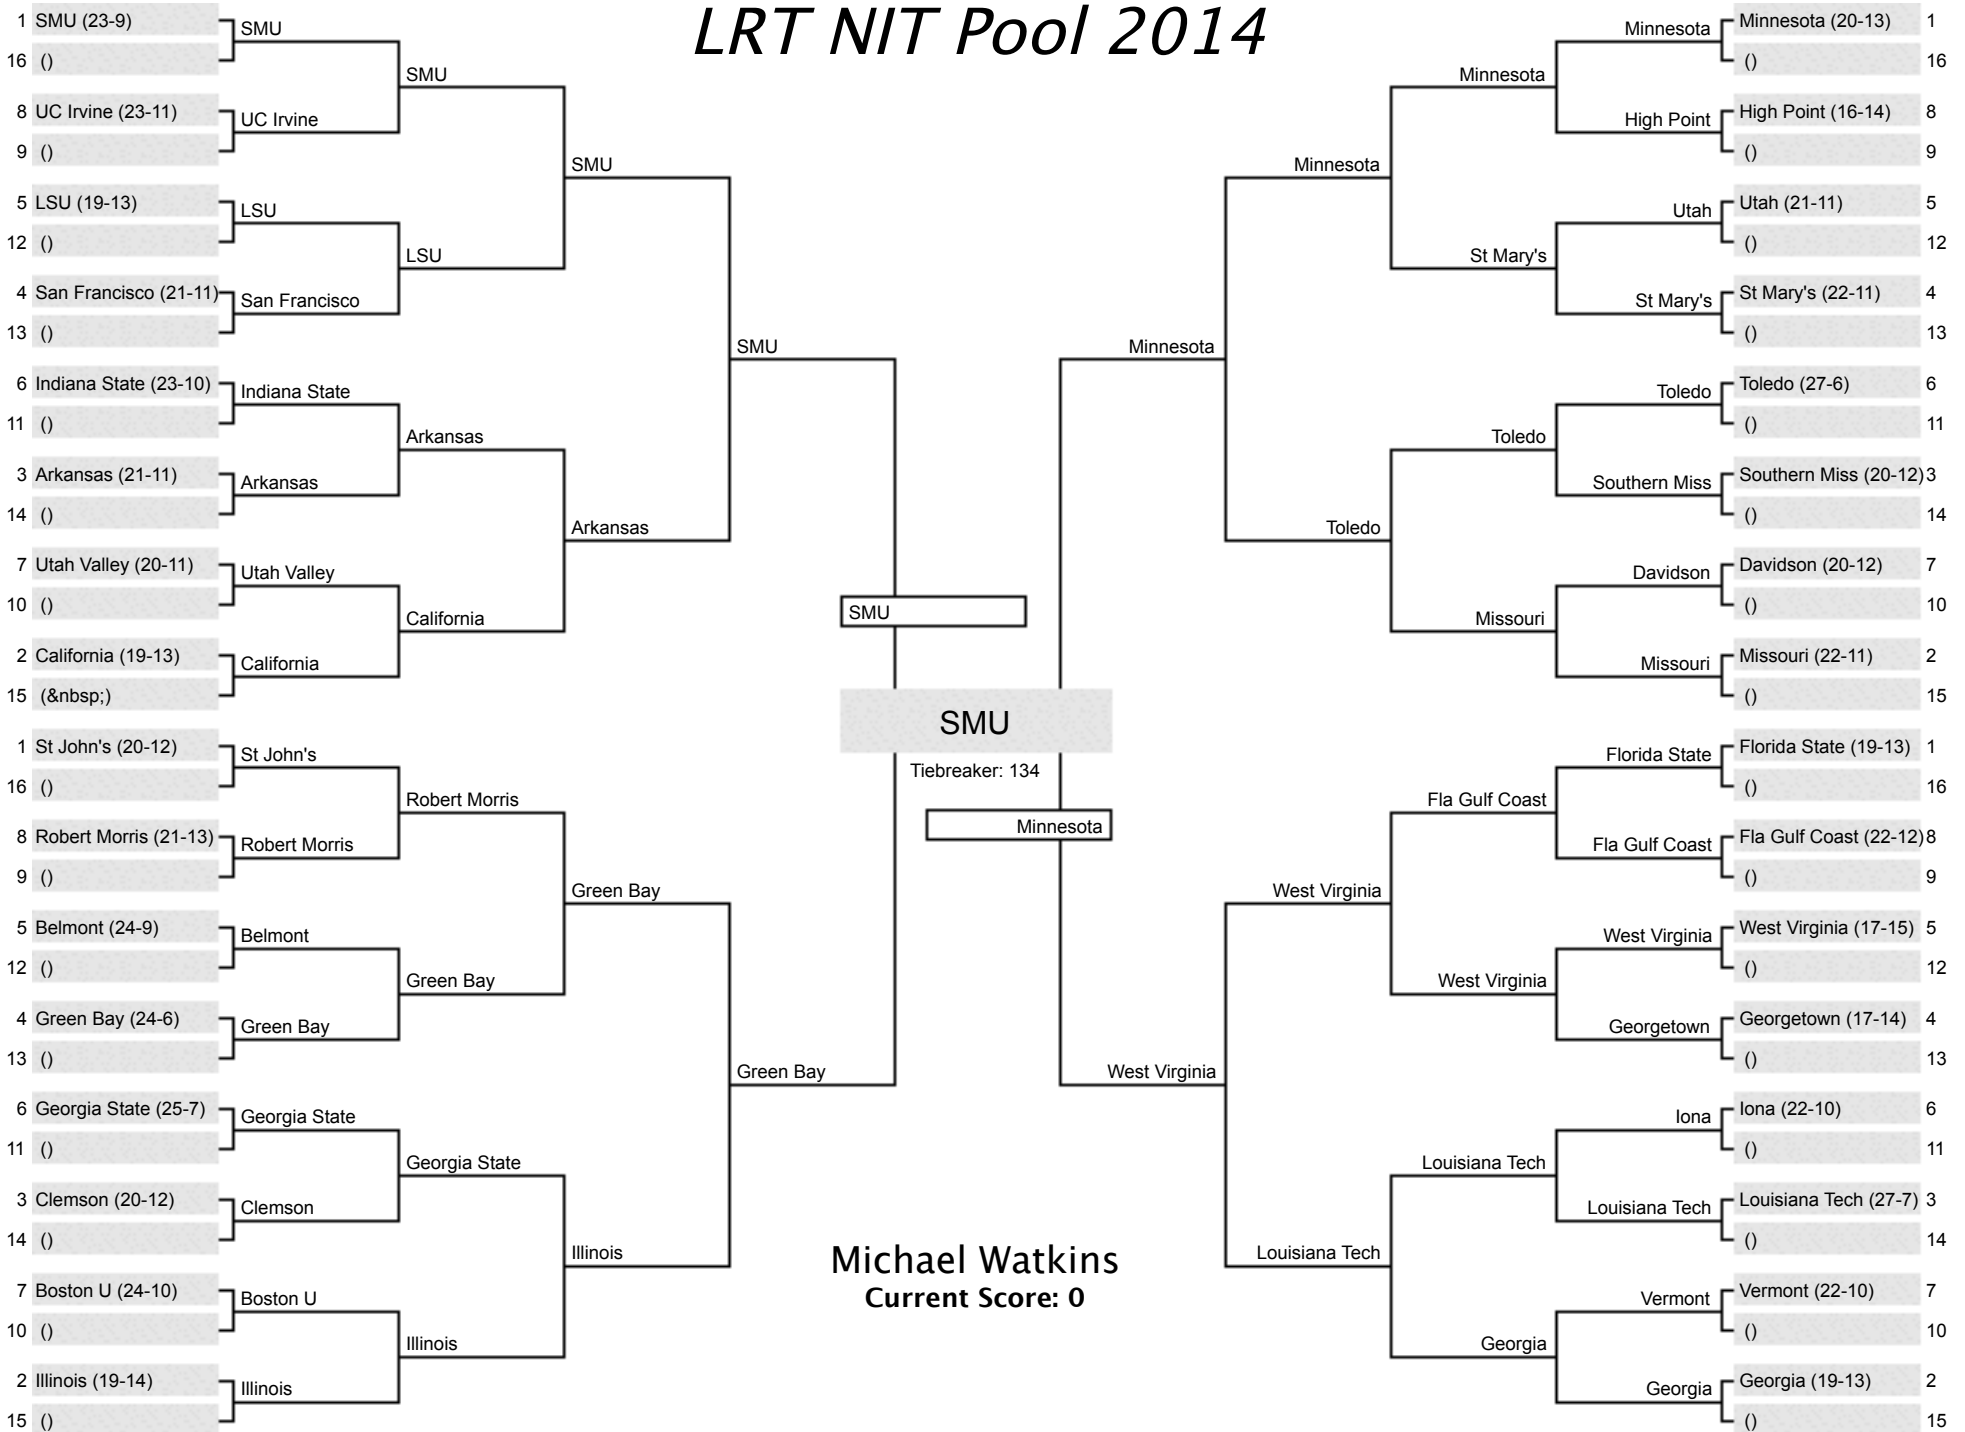 LRT NIT Pool 2014
1 SMU (23-9)
16 ()
8 UC Irvine (23-11)
9 ()
5 LSU (19-13)
12 ()
4 San Francisco (21-11)
13 ()
6 Indiana State (23-10)
11 ()
3 Arkansas (21-11)
14 ()
7 Utah Valley (20-11)
10 ()
2 California (19-13)
15 (&nbsp;)
1 St John's (20-12)
16 ()
8 Robert Morris (21-13)
9 ()
5 Belmont (24-9)
12 ()
4 Green Bay (24-6)
13 ()
6 Georgia State (25-7)
11 ()
3 Clemson (20-12)
14 ()
7 Boston U (24-10)
10 ()
2 Illinois (19-14)
15 ()
SMU
UC Irvine
LSU
San Francisco
Indiana State
Arkansas
Utah Valley
California
St John's
Robert Morris
Belmont
Green Bay
Georgia State
Clemson
Boston U
Illinois
SMU
LSU
Arkansas
California
Robert Morris
Green Bay
Georgia State
Illinois
SMU
Arkansas
Green Bay
Illinois
SMU
Green Bay
SMU
SMU
Tiebreaker: 134
Minnesota
Michael Watkins
Current Score: 0
Minnesota
West Virginia
Minnesota
Toledo
West Virginia
Louisiana Tech
Minnesota
St Mary's
Toledo
Missouri
Fla Gulf Coast
West Virginia
Louisiana Tech
Georgia
Minnesota
High Point
Utah
St Mary's
Toledo
Southern Miss
Davidson
Missouri
Florida State
Fla Gulf Coast
West Virginia
Georgetown
Iona
Louisiana Tech
Vermont
Georgia
Minnesota (20-13) 1
() 16
High Point (16-14) 8
() 9
Utah (21-11) 5
() 12
St Mary's (22-11) 4
() 13
Toledo (27-6) 6
() 11
Southern Miss (20-12) 3
() 14
Davidson (20-12) 7
() 10
Missouri (22-11) 2
() 15
Florida State (19-13) 1
() 16
Fla Gulf Coast (22-12) 8
() 9
West Virginia (17-15) 5
() 12
Georgetown (17-14) 4
() 13
Iona (22-10) 6
() 11
Louisiana Tech (27-7) 3
() 14
Vermont (22-10) 7
() 10
Georgia (19-13) 2
() 15